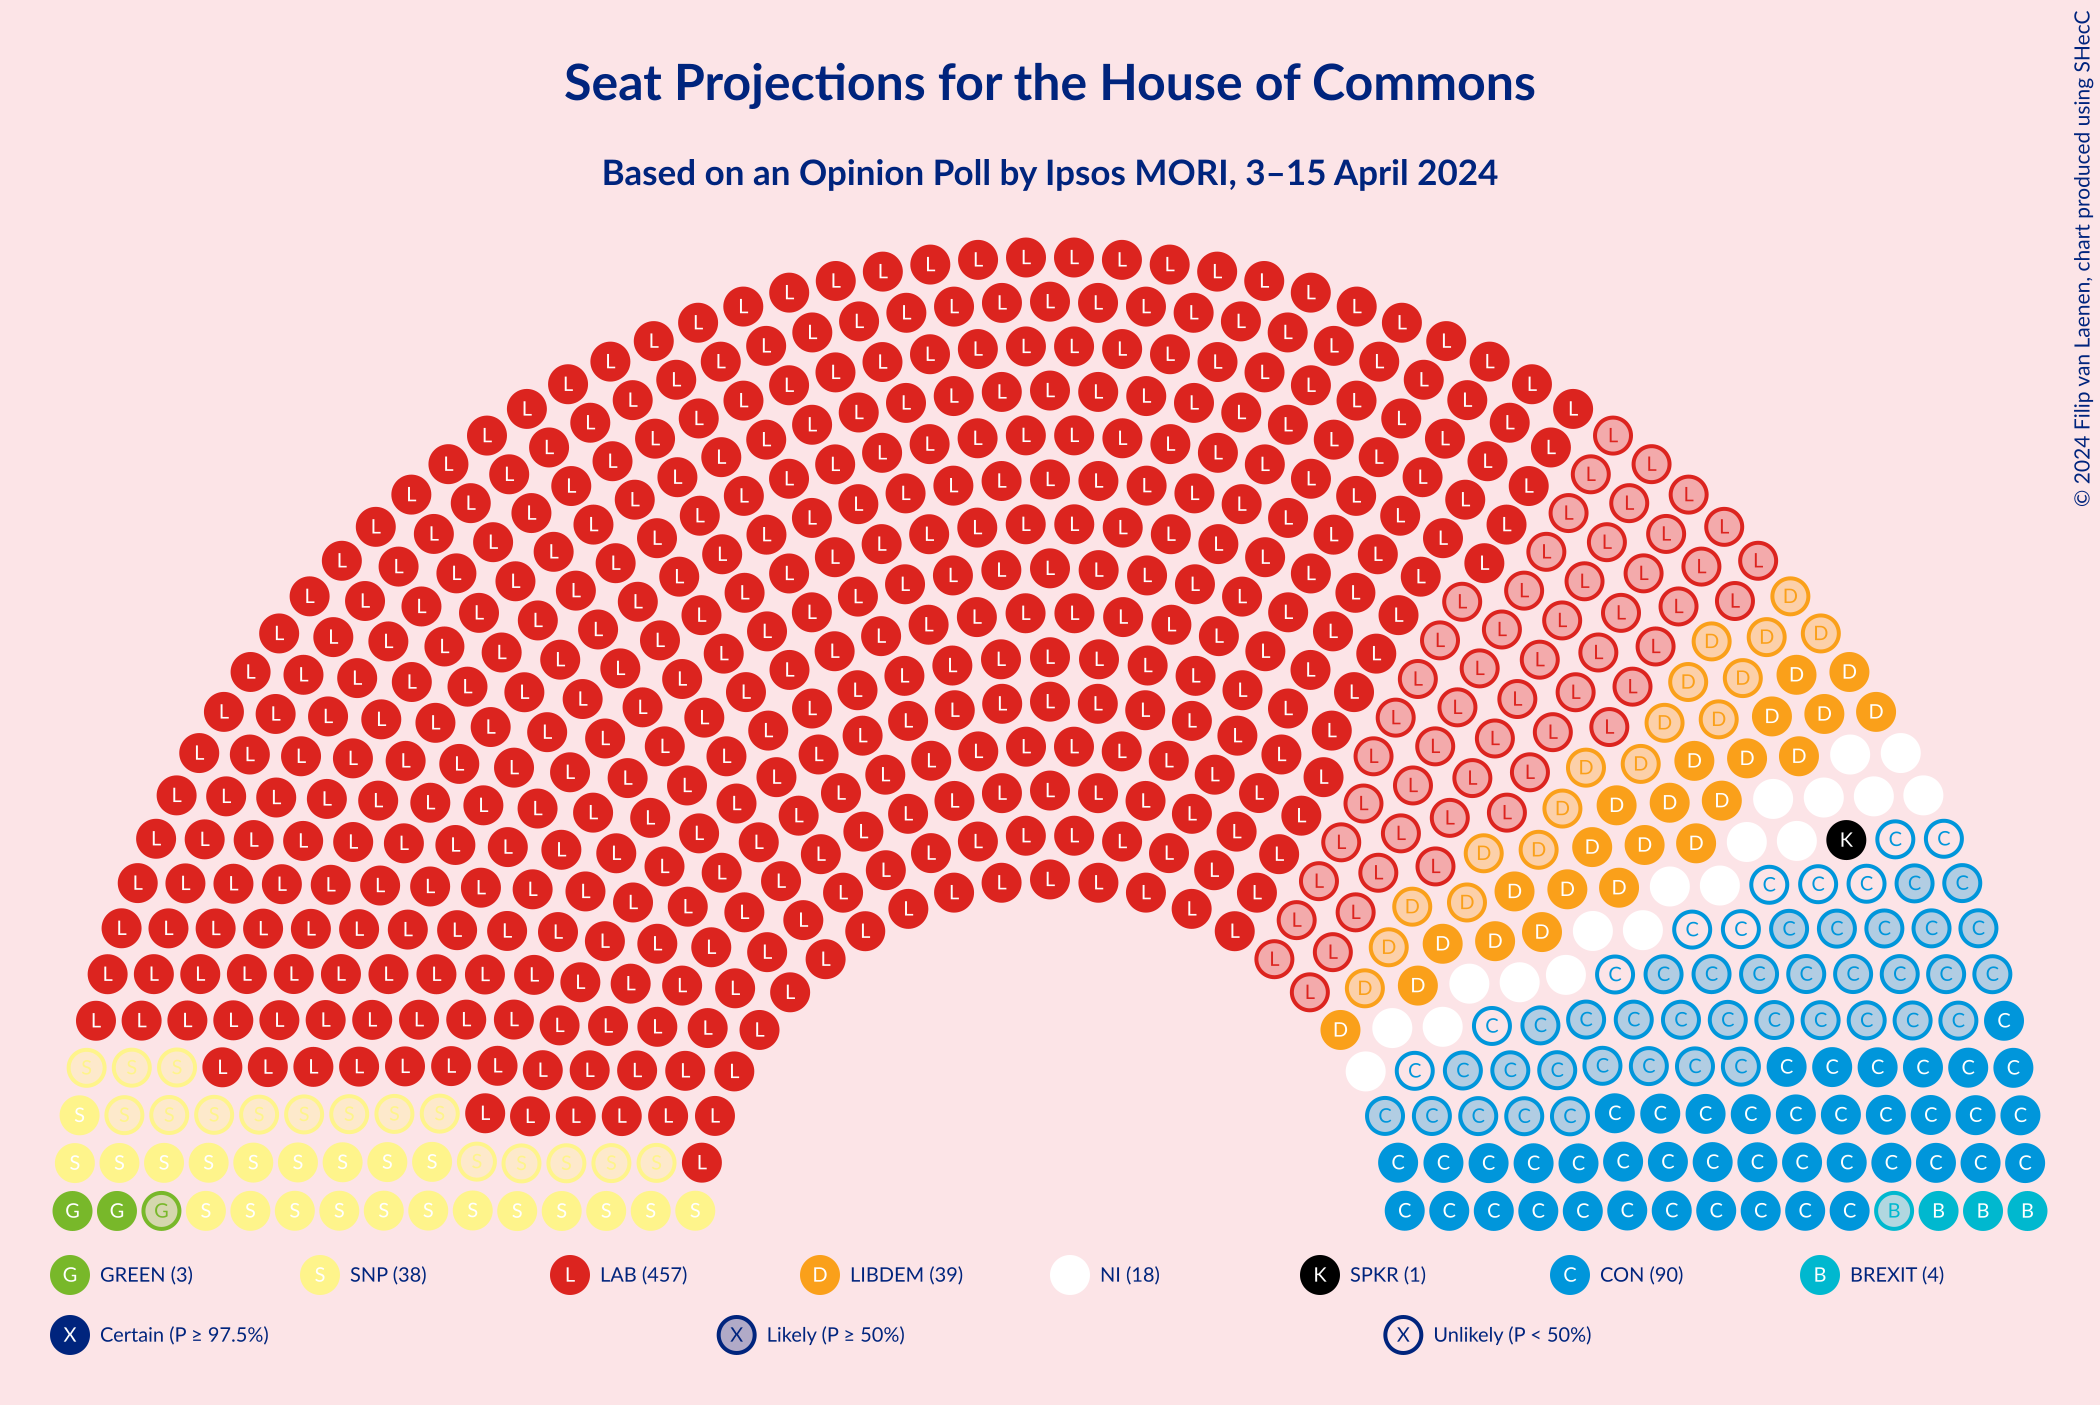 Seat Projections for the House of Commons
Based on an Opinion Poll by Ipsos MORI, 3–15 April 2024
© 2024 Filip van Laenen, chart produced using SHecC
G GREEN (3) S SNP (38) L LAB (457) D LIBDEM (39) NI (18) K SPKR (1) C CON (90) B BREXIT (4)
X Certain (P ≥ 97.5%) X Likely (P ≥ 50%) X Unlikely (P < 50%)